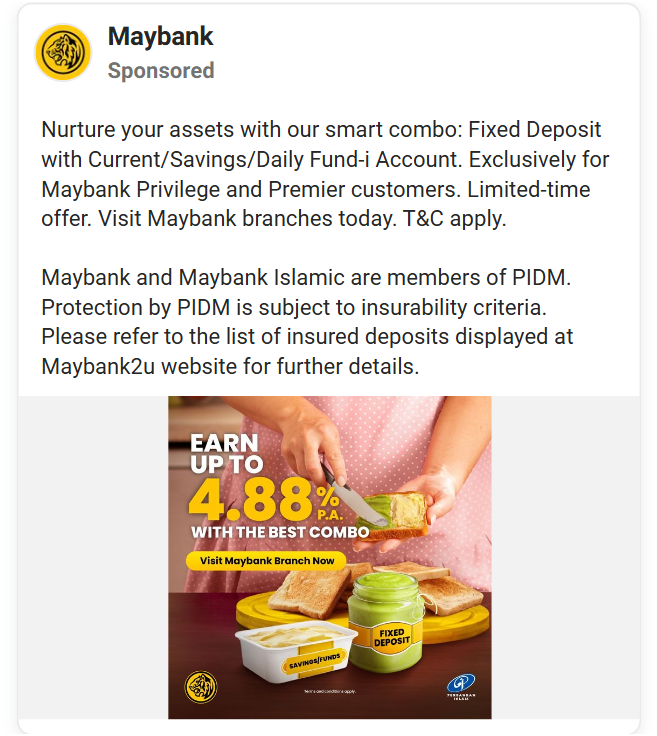 Maybank
Sponsored
Nurture your assets with our smart combo: Fixed Deposit
with Current/Savings/Daily Fund-i Account. Exclusively for
Maybank Privilege and Premier customers. Limited-time
offer. Visit Maybank branches today. T&C apply.
Maybank and Maybank Islamic are members of PIDM.
Protection by PIDM is subject to insurability criteria.
Please refer to the list of insured deposits displayed at
Maybank2u website for further details.
EARN
UP TO
4.88%
P.A.
WITH THE BEST COMBO
Visit Maybank Branch Now
FIXED
DEPOSIT
SAVINGS/FUNDS
Terms and conditions apply.
PERBANKAN
ISLAM